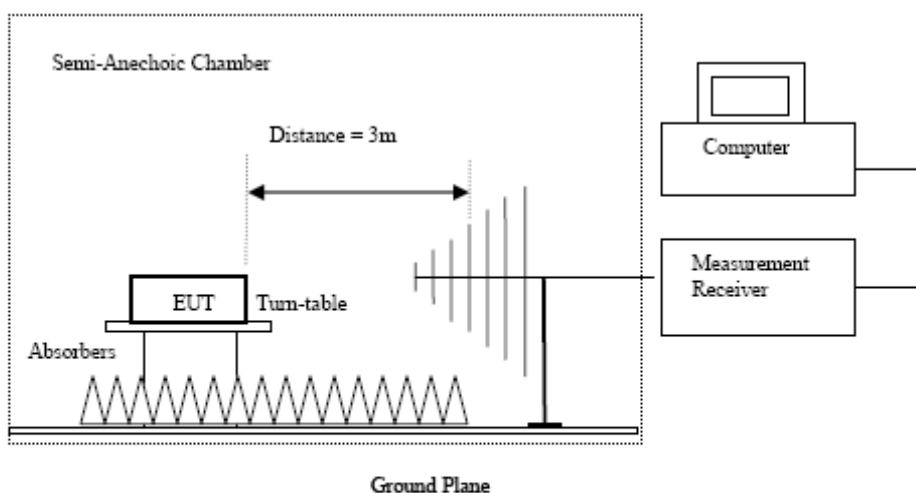 Semi-Anechoic Chamber
Distance = 3m
Computer
Measurement
Receiver
EUT
Turn-table
Absorbers
Ground Plane